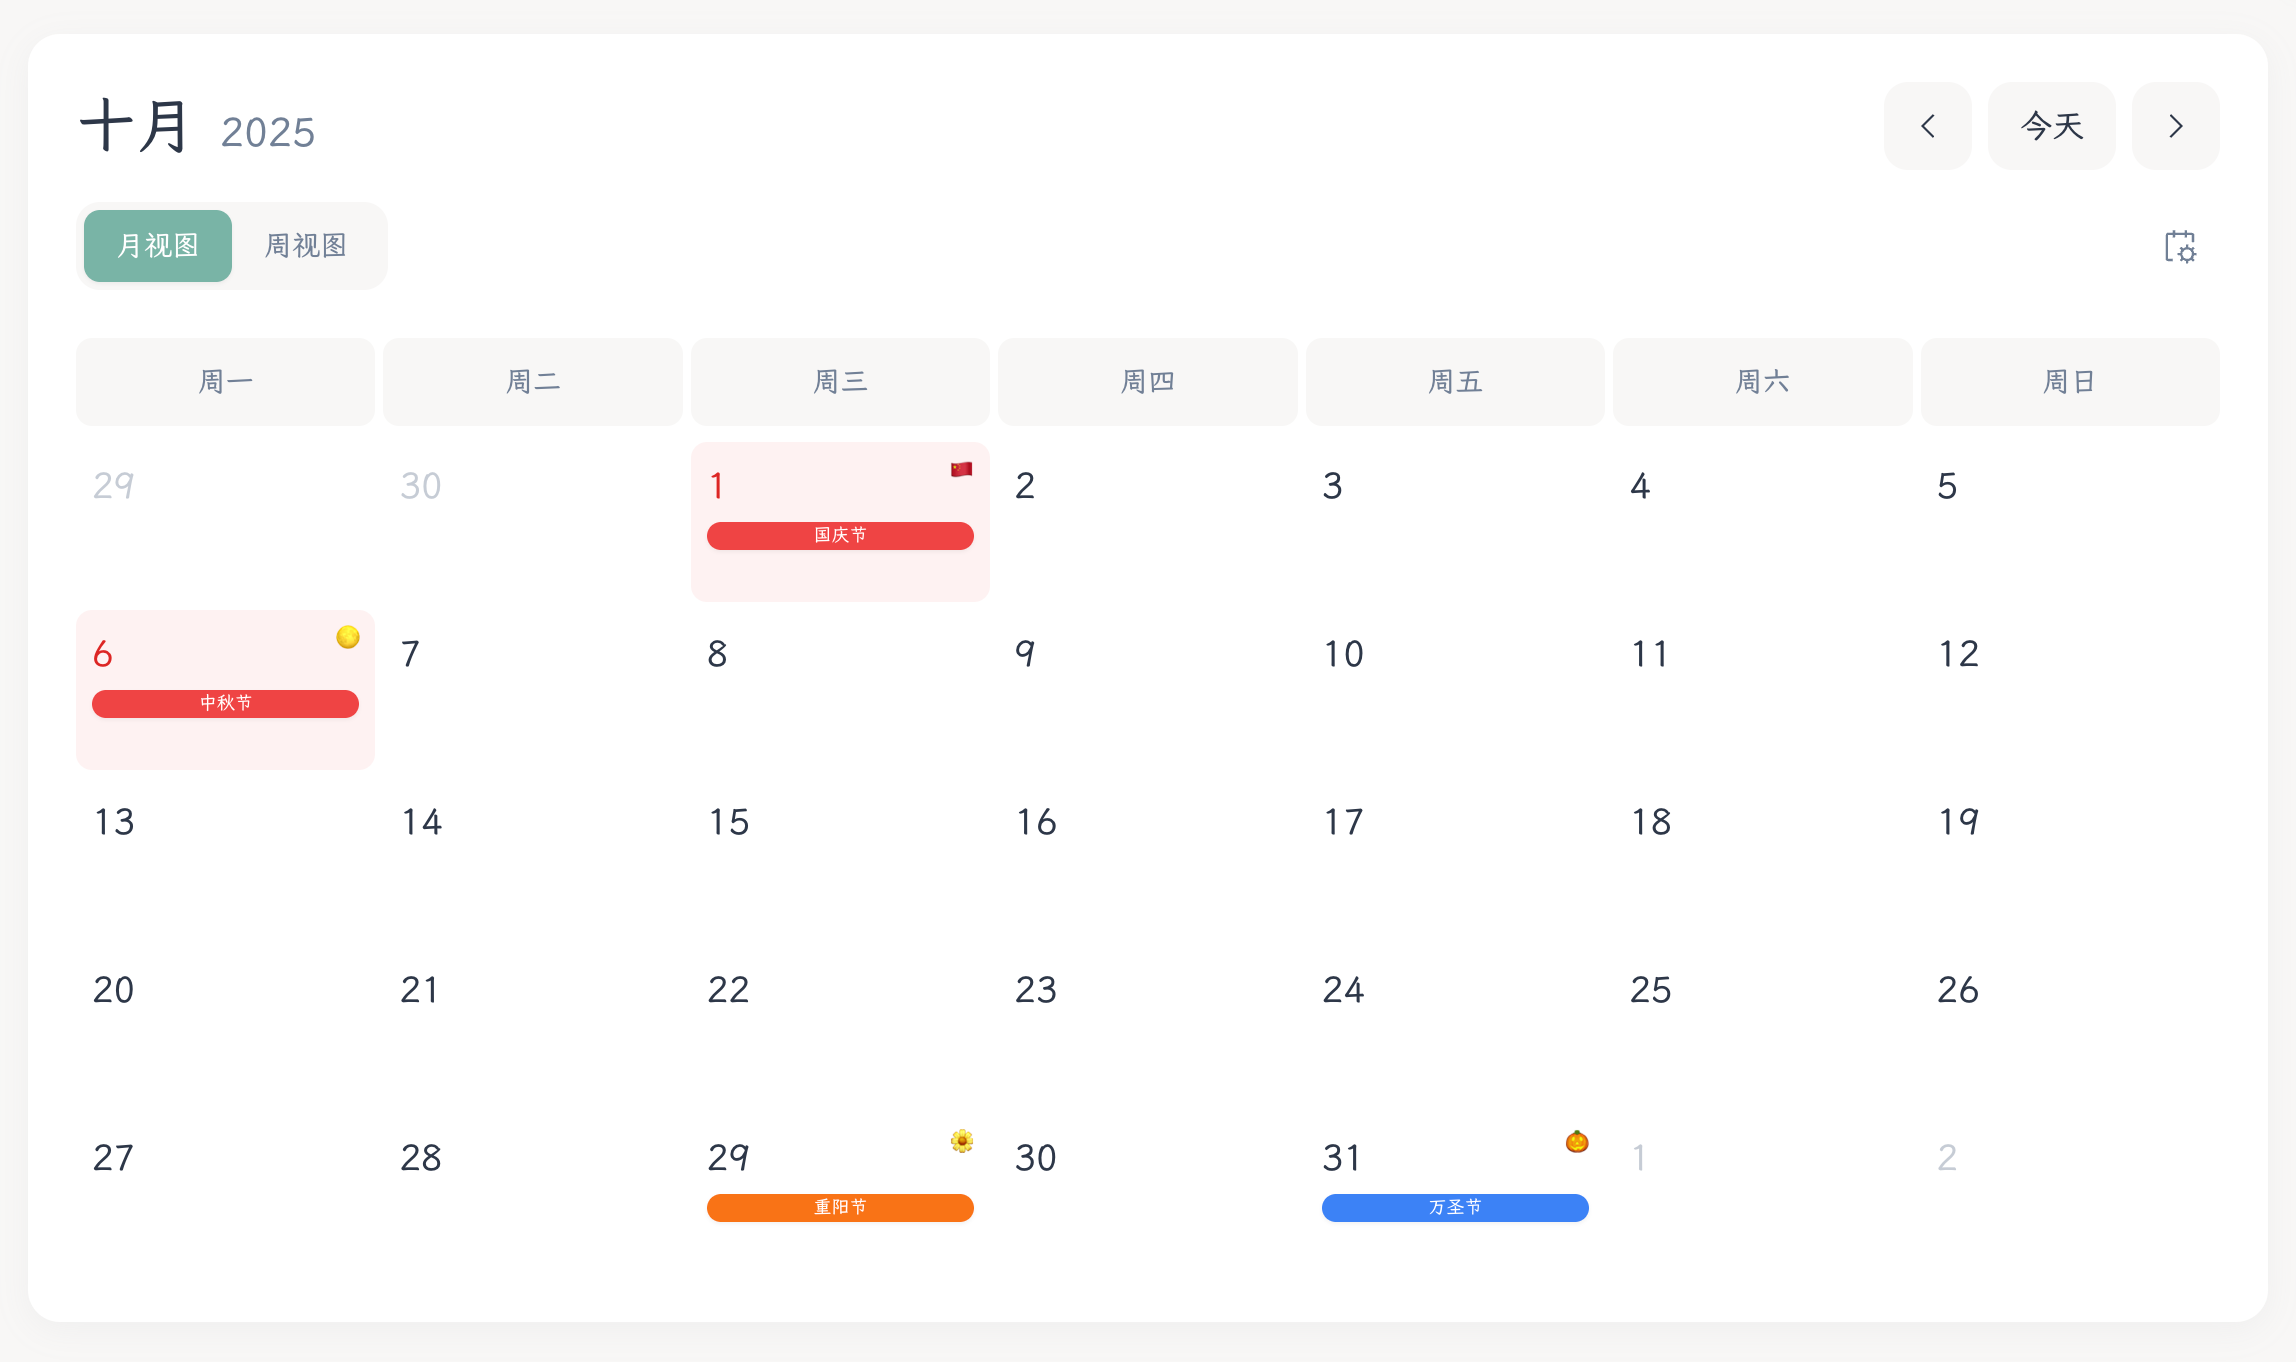 十月 2025
今天
月视图 周视图
周一 周二 周三 周四 周五 周六 周日
29 30 1 2 3 4 5
国庆节
6 7 8 9 10 11 12
中秋节
13 14 15 16 17 18 19
20 21 22 23 24 25 26
27 28 29 30 31 1 2
重阳节 万圣节